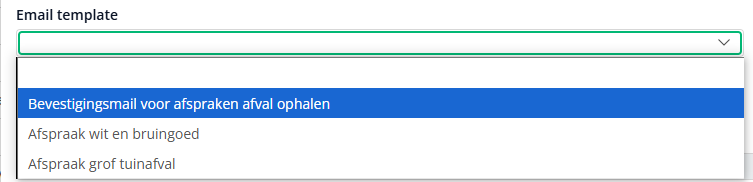 Email template
Bevestigingsmail voor afspraken afval ophalen
Afspraak wit en bruingoed
Afspraak grof tuinafval